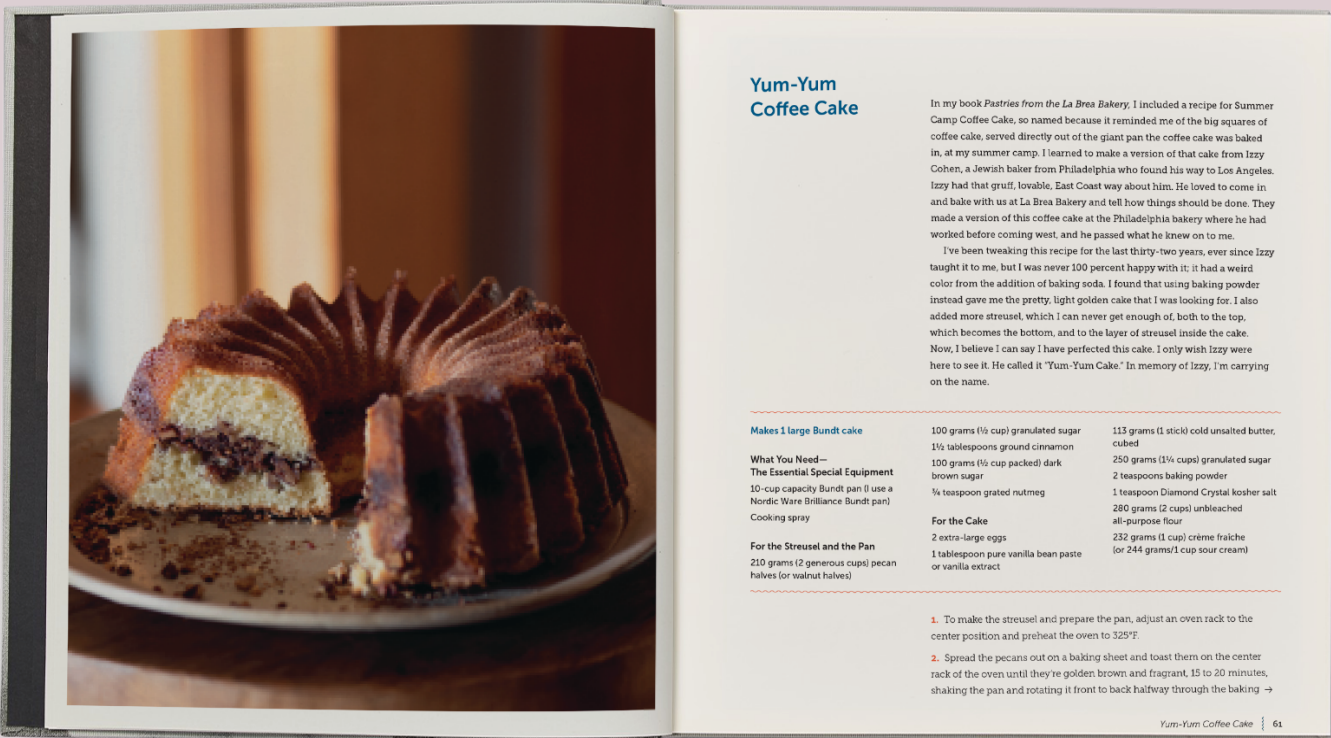 Yum-Yum
Coffee Cake
In my book Pastries from the La Brea Bakery, I included a recipe for Summer
Camp Coffee Cake, so named because it reminded me of the big squares of
coffee cake, served directly out of the giant pan the coffee cake was baked
in, at my summer camp. I learned to make a version of that cake from Izzy
Cohen, a Jewish baker from Philadelphia who found his way to Los Angeles.
Izzy had that gruff, lovable, East Coast way about him. He loved to come in
and bake with us at La Brea Bakery and tell how things should be done. They
made a version of this coffee cake at the Philadelphia bakery where he had
worked before coming west, and he passed what he knew on to me.
I've been tweaking this recipe for the last thirty-two years, ever since Izzy
taught it to me, but I was never 100 percent happy with it; it had a weird
color from the addition of baking soda. I found that using baking powder
instead gave me the pretty, light golden cake that I was looking for. I also
added more streusel, which I can never get enough of, both to the top,
which becomes the bottom, and to the layer of streusel inside the cake.
Now, I believe I can say I have perfected this cake. I only wish Izzy were
here to see it. He called it "Yum-Yum Cake." In memory of Izzy, I'm carrying
on the name.
Makes 1 large Bundt cake
What You Need—
The Essential Special Equipment
10-cup capacity Bundt pan (I use a
Nordic Ware Brilliance Bundt pan)
Cooking spray
For the Streusel and the Pan
210 grams (2 generous cups) pecan
halves (or walnut halves)
100 grams (½ cup) granulated sugar
1½ tablespoons ground cinnamon
100 grams (½ cup packed) dark
brown sugar
¾ teaspoon grated nutmeg
For the Cake
2 extra-large eggs
1 tablespoon pure vanilla bean paste
or vanilla extract
113 grams (1 stick) cold unsalted butter,
cubed
250 grams (1¼ cups) granulated sugar
2 teaspoons baking powder
1 teaspoon Diamond Crystal kosher salt
280 grams (2 cups) unbleached
all-purpose flour
232 grams (1 cup) crème fraîche
(or 244 grams/1 cup sour cream)
1. To make the streusel and prepare the pan, adjust an oven rack to the
center position and preheat the oven to 325°F.
2. Spread the pecans out on a baking sheet and toast them on the center
rack of the oven until they're golden brown and fragrant, 15 to 20 minutes,
shaking the pan and rotating it front to back halfway through the baking →
Yum-Yum Coffee Cake 61